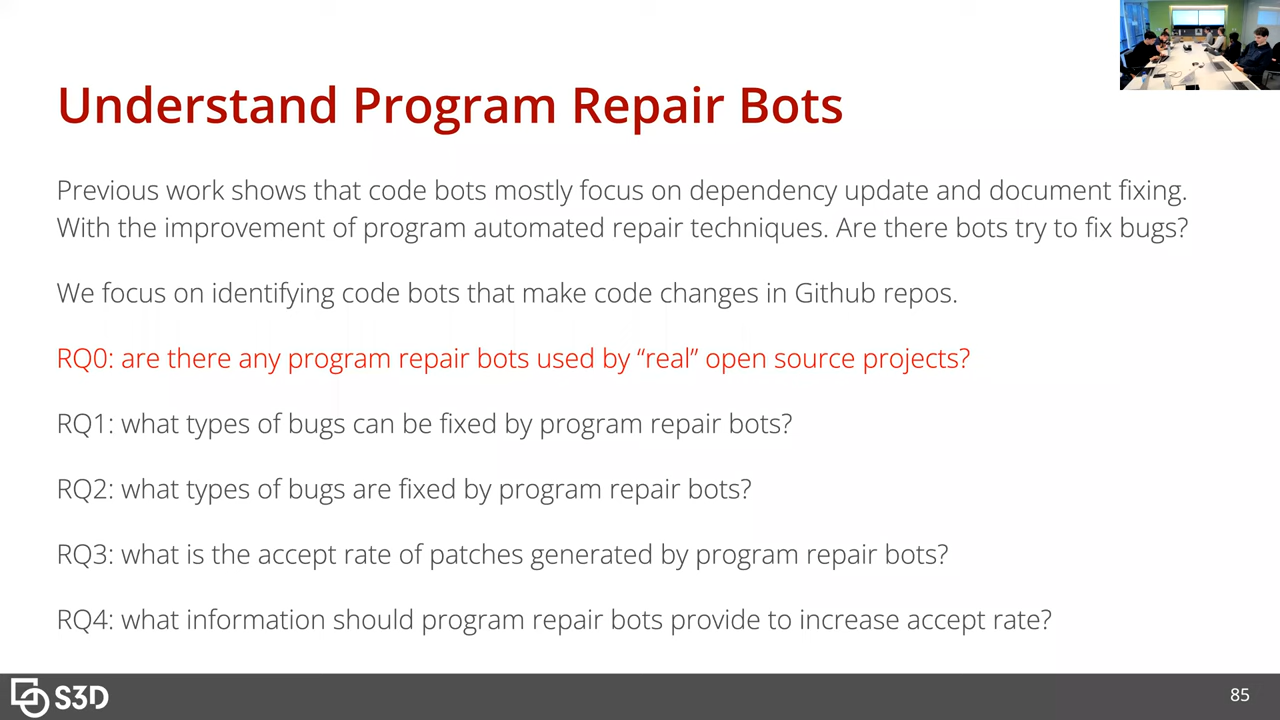 Understand Program Repair Bots
Previous work shows that code bots mostly focus on dependency update and document fixing.
With the improvement of program automated repair techniques. Are there bots try to fix bugs?
We focus on identifying code bots that make code changes in Github repos.
RQ0: are there any program repair bots used by “real” open source projects?
RQ1: what types of bugs can be fixed by program repair bots?
RQ2: what types of bugs are fixed by program repair bots?
RQ3: what is the accept rate of patches generated by program repair bots?
RQ4: what information should program repair bots provide to increase accept rate?
S3D
85